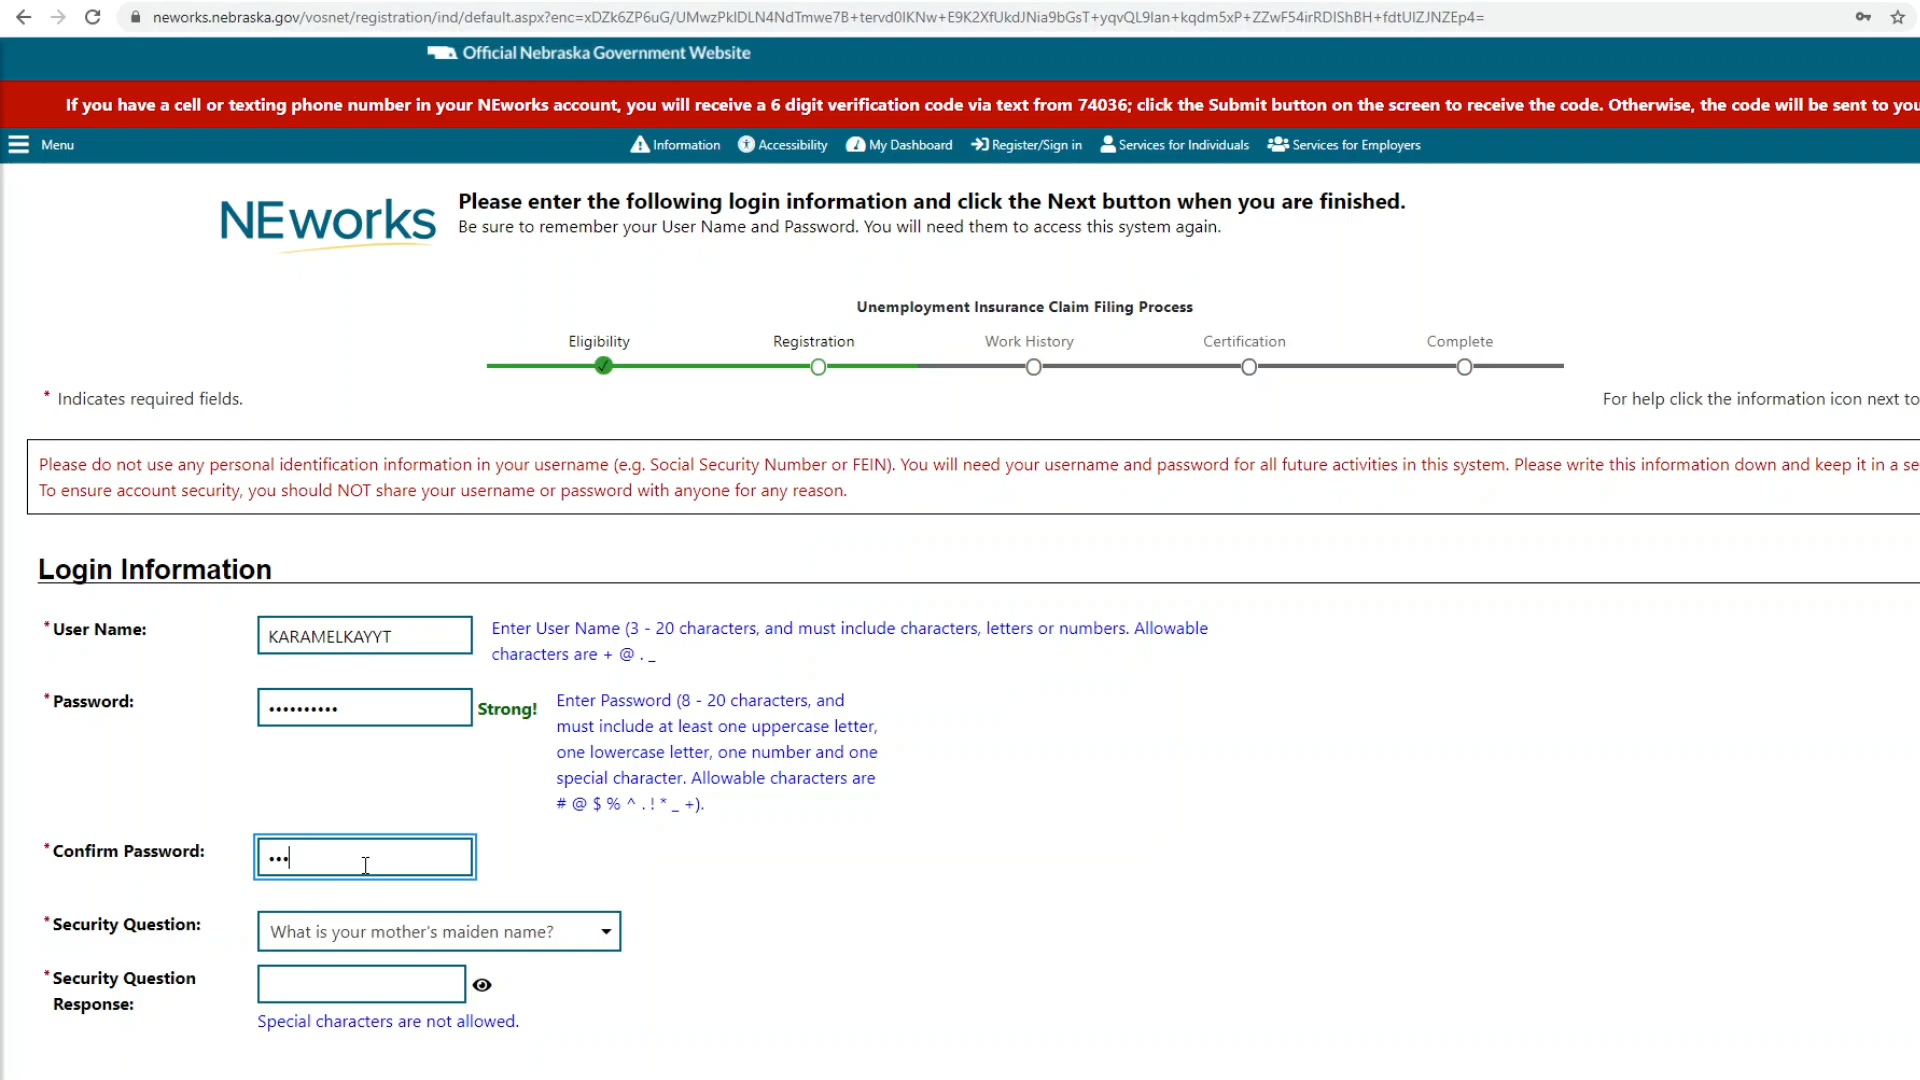 neworks.nebraska.gov/vosnet/registration/ind/default.aspx?enc=xDZk6ZP6uG/UMwzPklDLN4NdTmwe7B+tervd0lKNw+E9K2XfUkdJNia9bGsT+yqvQL9Ian+kqdm5xP+ZZwF54irRDIShBH+fdtUIZJNZEp4=
Official Nebraska Government Website
If you have a cell or texting phone number in your NEworks account, you will receive a 6 digit verification code via text from 74036; click the Submit button on the screen to receive the code. Otherwise, the code will be sent to you
Menu Information Accessibility My Dashboard Register/Sign in Services for Individuals Services for Employers
NEworks
Please enter the following login information and click the Next button when you are finished.
Be sure to remember your User Name and Password. You will need them to access this system again.
Unemployment Insurance Claim Filing Process
Eligibility Registration Work History Certification Complete
* Indicates required fields.
For help click the information icon next to
Please do not use any personal identification information in your username (e.g. Social Security Number or FEIN). You will need your username and password for all future activities in this system. Please write this information down and keep it in a se
To ensure account security, you should NOT share your username or password with anyone for any reason.
Login Information
* User Name: KARAMELKAYYT Enter User Name (3 - 20 characters, and must include characters, letters or numbers. Allowable
characters are + @ . _
* Password: •••••••••• Strong! Enter Password (8 - 20 characters, and
must include at least one uppercase letter,
one lowercase letter, one number and one
special character. Allowable characters are
# @ $ % ^ . ! * _ +).
* Confirm Password: •••
* Security Question: What is your mother's maiden name?
* Security Question
Response:
Special characters are not allowed.